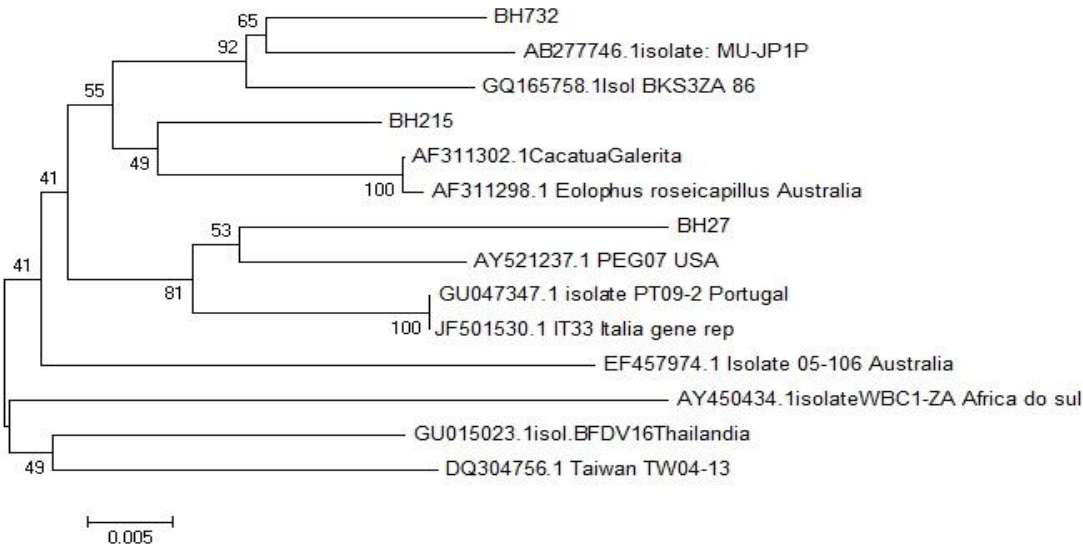 65
BH732
92
AB277746.1isolate: MU-JP1P
GQ165758.1Isol BKS3ZA 86
55
BH215
49
AF311302.1CacatuaGalerita
100
AF311298.1 Eolophus roseicapillus Australia
41
53
BH27
AY521237.1 PEG07 USA
41
81
GU047347.1 isolate PT09-2 Portugal
100
JF501530.1 IT33 Italia gene rep
EF457974.1 Isolate 05-106 Australia
AY450434.1isolateWBC1-ZA Africa do sul
GU015023.1isol.BFDV16Thailandia
49
DQ304756.1 Taiwan TW04-13
0.005